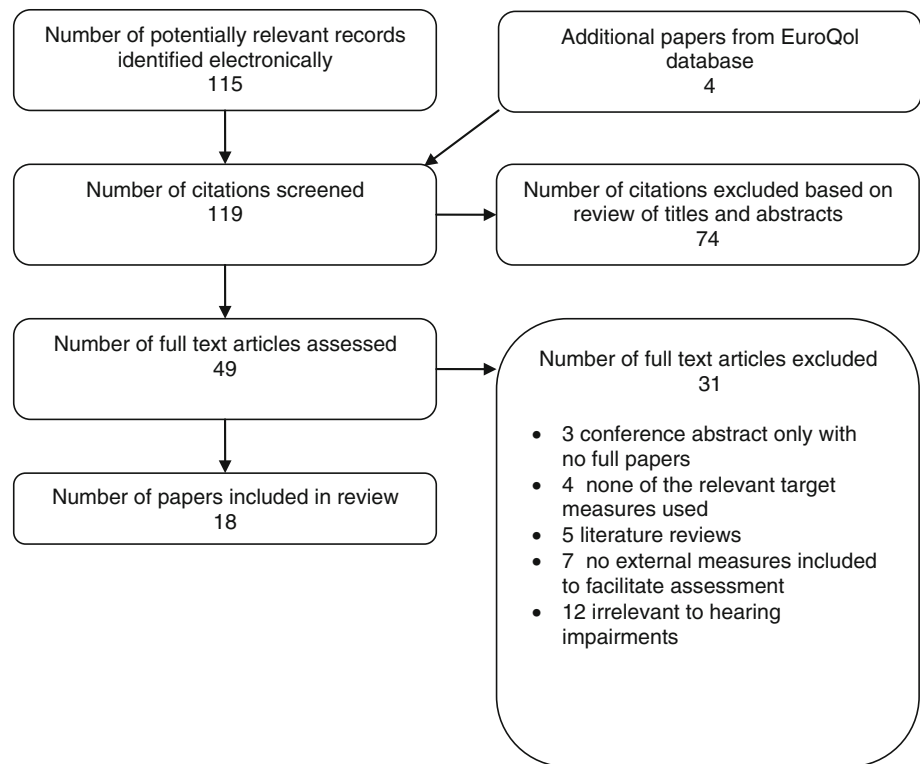 Number of potentially relevant records
identified electronically
115
Additional papers from EuroQol
database
4
Number of citations screened
119
Number of citations excluded based on
review of titles and abstracts
74
Number of full text articles assessed
49
Number of full text articles excluded
31
• 3 conference abstract only with
no full papers
• 4 none of the relevant target
measures used
• 5 literature reviews
• 7 no external measures included
to facilitate assessment
• 12 irrelevant to hearing
impairments
Number of papers included in review
18